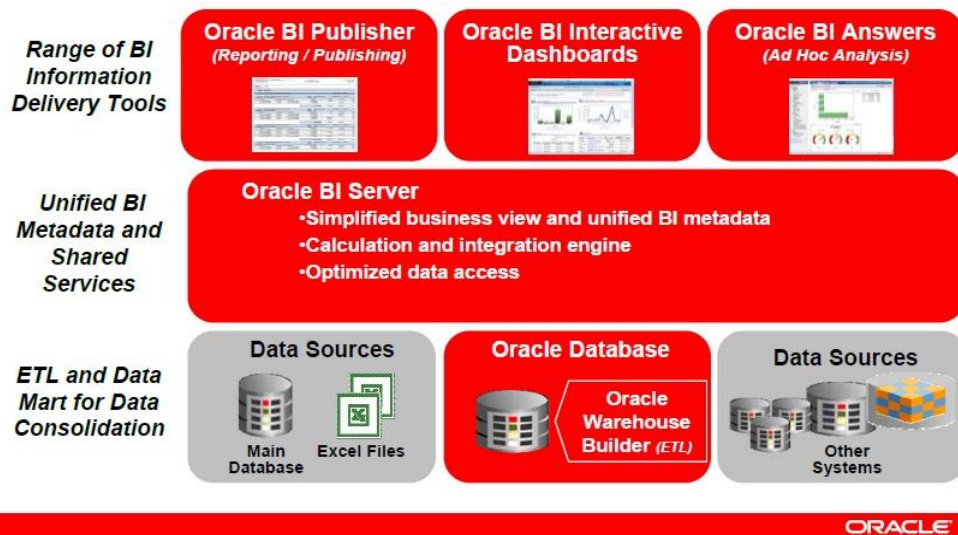 Range of BI
Information
Delivery Tools
Oracle BI Publisher
(Reporting / Publishing)
Oracle BI Interactive
Dashboards
Oracle BI Answers
(Ad Hoc Analysis)
Unified BI
Metadata and
Shared
Services
Oracle BI Server
•Simplified business view and unified BI metadata
•Calculation and integration engine
•Optimized data access
ETL and Data
Mart for Data
Consolidation
Data Sources
Main
Database
Excel Files
Oracle Database
Oracle
Warehouse
Builder (ETL)
Data Sources
Other
Systems
ORACLE